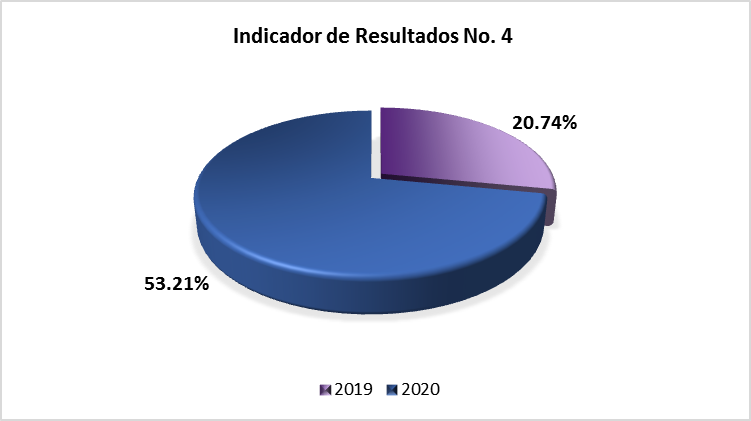 Indicador de Resultados No. 4
20.74%
53.21%
2019 2020